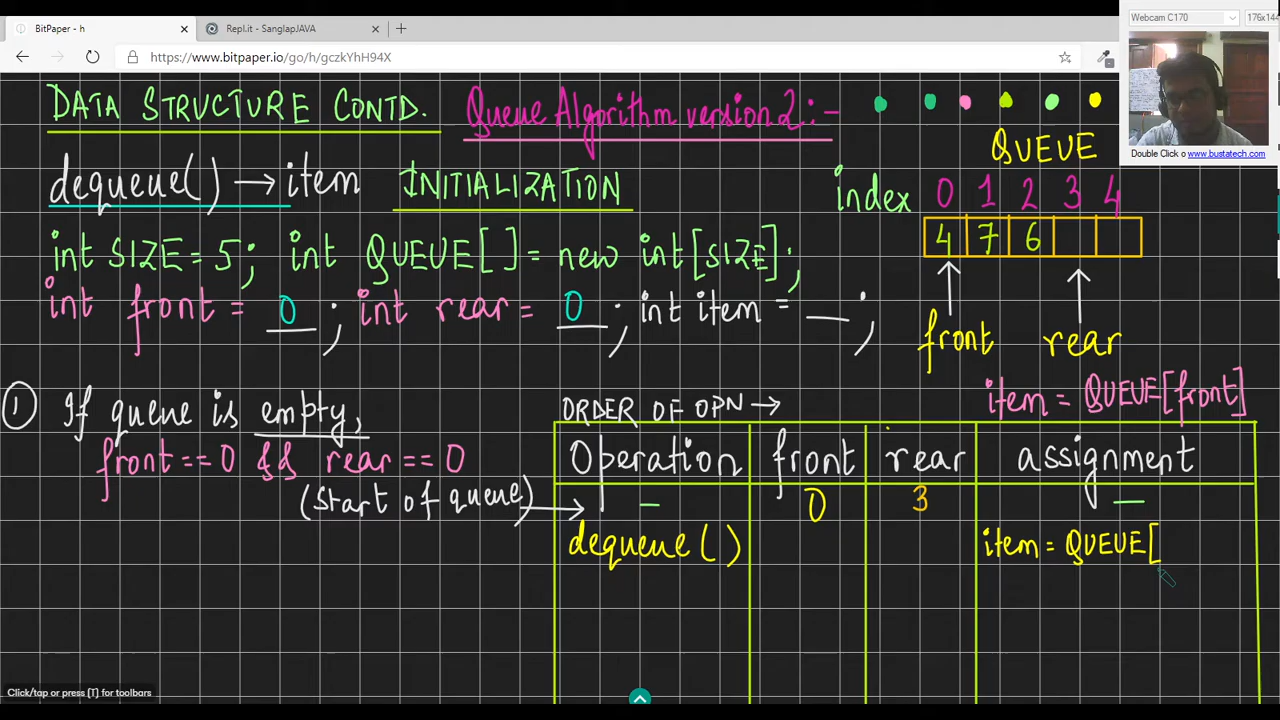 BitPaper - h
Repl.it - SanglapJAVA
https://www.bitpaper.io/go/h/gczkYhH94X
Webcam C170
176x144
Double Click o www.bustatech.com
DATA STRUCTURE CONTD. Queue Algorithm version 2:-
QUEUE
dequeue() → item INITIALIZATION
index 0 1 2 3 4
4 7 6
int SIZE = 5; int QUEUE[] = new int[SIZE];
int front = 0; int rear = 0; int item = __;
front rear
item = QUEUE[front]
① If queue is empty,
front == 0 && rear == 0
(start of queue) →
ORDER OF OPN →
Operation front rear assignment
— 0 3 —
dequeue() item = QUEUE[
Click/tap or press [T] for toolbars